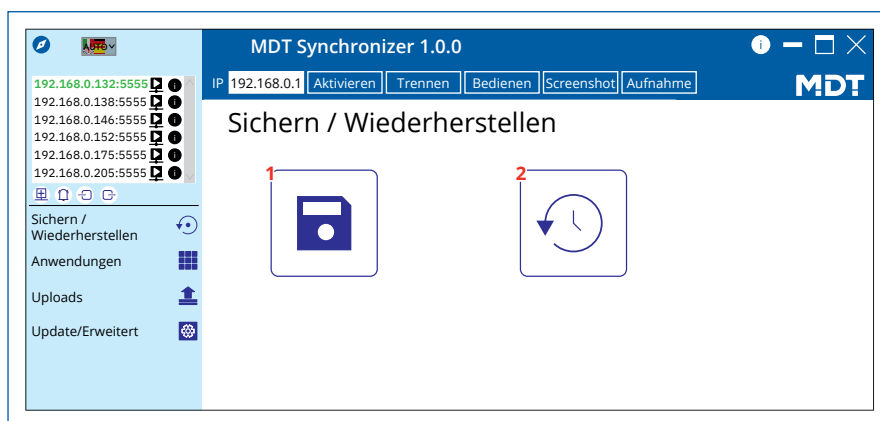 AUTO
MDT Synchronizer 1.0.0
IP 192.168.0.1 Aktivieren Trennen Bedienen Screenshot Aufnahme
MDT
192.168.0.132:5555
192.168.0.138:5555
192.168.0.146:5555
192.168.0.152:5555
192.168.0.175:5555
192.168.0.205:5555
Sichern /
Wiederherstellen
Anwendungen
Uploads
Update/Erweitert
Sichern / Wiederherstellen
1
2